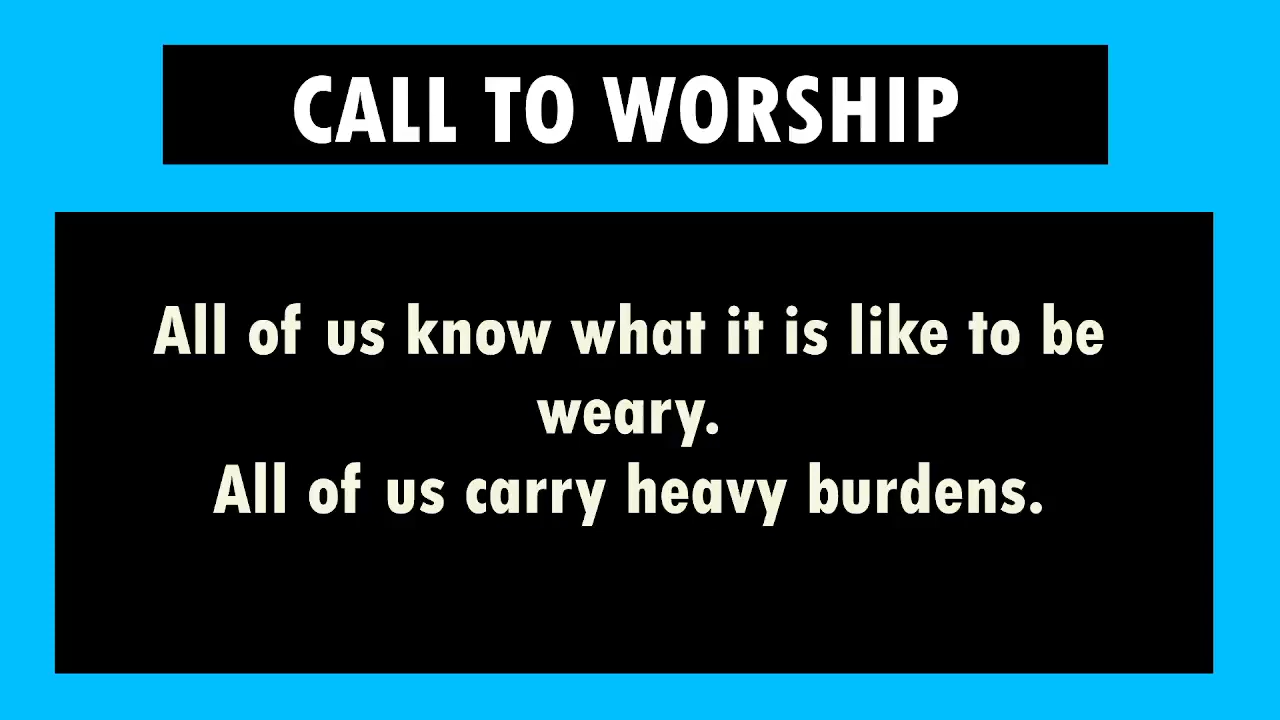 CALL TO WORSHIP
All of us know what it is like to be
weary.
All of us carry heavy burdens.